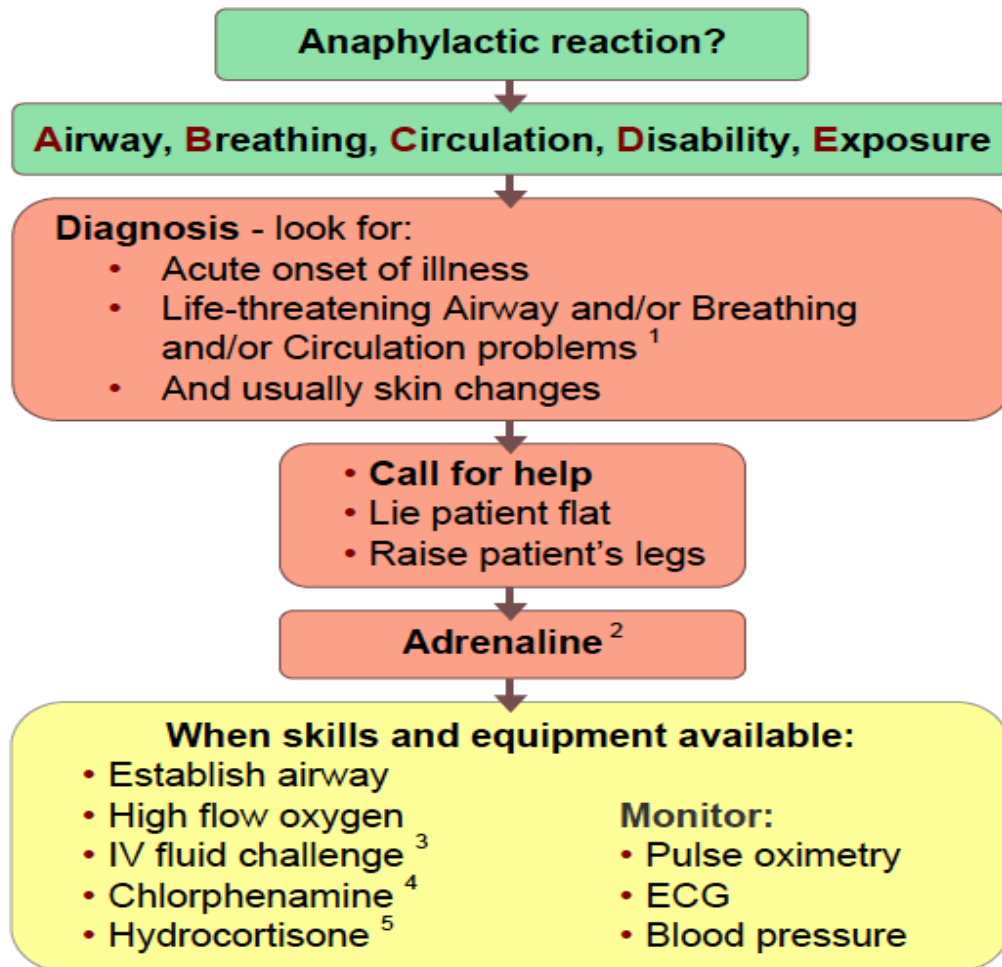 Anaphylactic reaction?
Airway, Breathing, Circulation, Disability, Exposure
Diagnosis - look for:
• Acute onset of illness
• Life-threatening Airway and/or Breathing
and/or Circulation problems 1
• And usually skin changes
• Call for help
• Lie patient flat
• Raise patient's legs
Adrenaline 2
When skills and equipment available:
• Establish airway
• High flow oxygen
• IV fluid challenge 3
• Chlorphenamine 4
• Hydrocortisone 5
Monitor:
• Pulse oximetry
• ECG
• Blood pressure